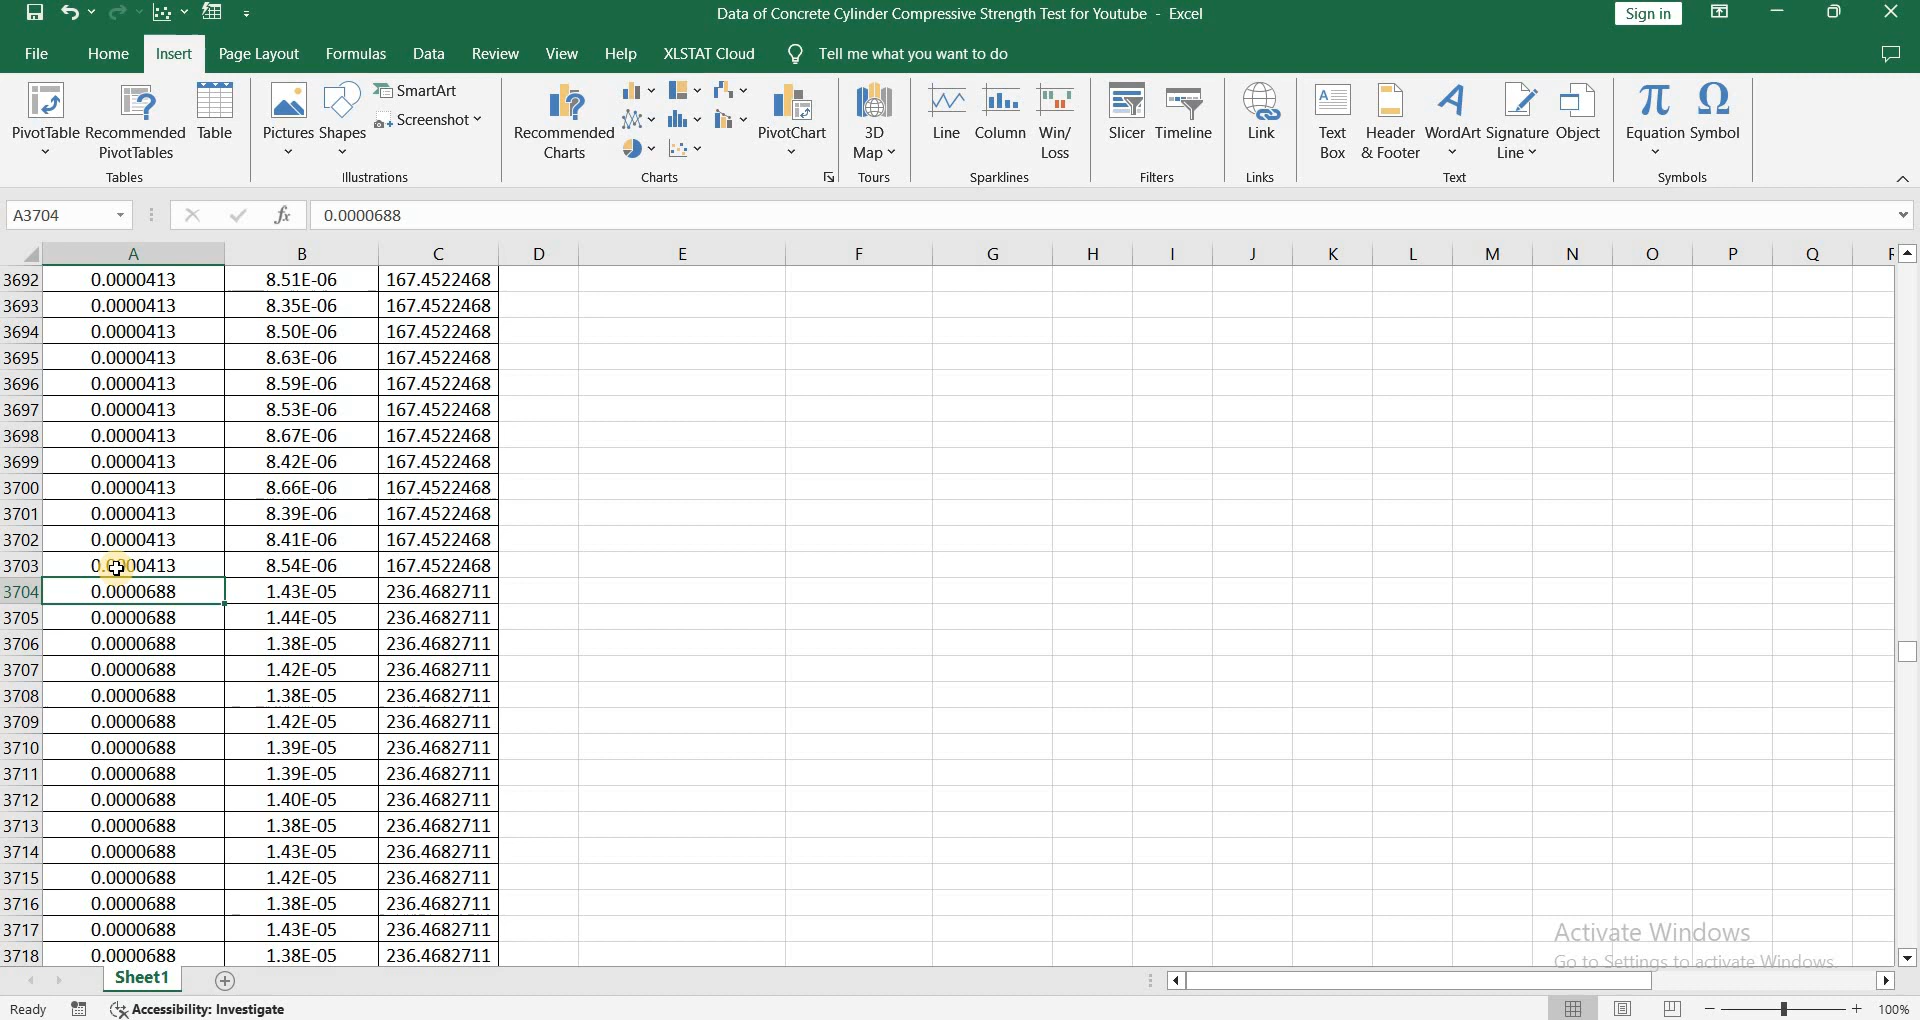 Data of Concrete Cylinder Compressive Strength Test for Youtube - Excel
Sign in
File Home Insert Page Layout Formulas Data Review View Help XLSTAT Cloud Tell me what you want to do
PivotTable
Recommended PivotTables
Table
Pictures
Shapes
SmartArt
Screenshot
Recommended Charts
PivotChart
3D Map
Line
Column
Win/ Loss
Slicer
Timeline
Link
Text Box
Header & Footer
WordArt
Signature Line
Object
Equation
Symbol
Tables Illustrations Charts Tours Sparklines Filters Links Text Symbols
A3704 fx 0.0000688
A B C D E F G H I J K L M N O P Q
3692 0.0000413 8.51E-06 167.4522468
3693 0.0000413 8.35E-06 167.4522468
3694 0.0000413 8.50E-06 167.4522468
3695 0.0000413 8.63E-06 167.4522468
3696 0.0000413 8.59E-06 167.4522468
3697 0.0000413 8.53E-06 167.4522468
3698 0.0000413 8.67E-06 167.4522468
3699 0.0000413 8.42E-06 167.4522468
3700 0.0000413 8.66E-06 167.4522468
3701 0.0000413 8.39E-06 167.4522468
3702 0.0000413 8.41E-06 167.4522468
3703 0.0000413 8.54E-06 167.4522468
3704 0.0000688 1.43E-05 236.4682711
3705 0.0000688 1.44E-05 236.4682711
3706 0.0000688 1.38E-05 236.4682711
3707 0.0000688 1.42E-05 236.4682711
3708 0.0000688 1.38E-05 236.4682711
3709 0.0000688 1.42E-05 236.4682711
3710 0.0000688 1.39E-05 236.4682711
3711 0.0000688 1.39E-05 236.4682711
3712 0.0000688 1.40E-05 236.4682711
3713 0.0000688 1.38E-05 236.4682711
3714 0.0000688 1.43E-05 236.4682711
3715 0.0000688 1.42E-05 236.4682711
3716 0.0000688 1.38E-05 236.4682711
3717 0.0000688 1.43E-05 236.4682711
3718 0.0000688 1.38E-05 236.4682711
Activate Windows
Go to Settings to activate Windows.
Sheet1
Ready Accessibility: Investigate 100%